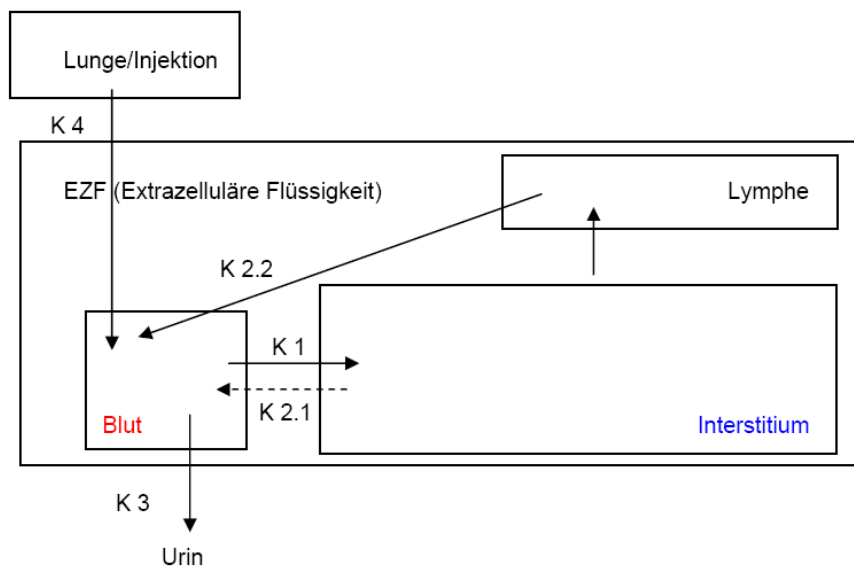 Lunge/Injektion
K 4
EZF (Extrazelluläre Flüssigkeit)
Lymphe
K 2.2
K 1
K 2.1
Blut
Interstitium
K 3
Urin